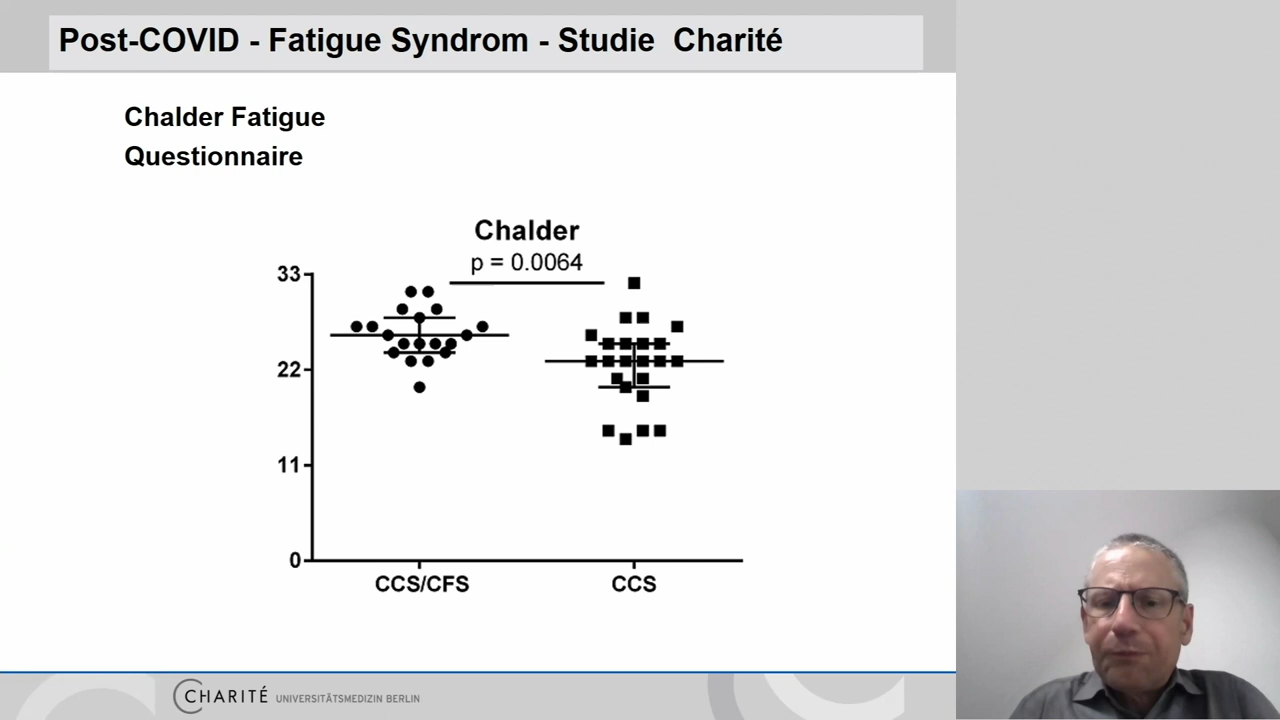 Post-COVID - Fatigue Syndrom - Studie Charité
Chalder Fatigue
Questionnaire
Chalder
p = 0.0064
33
22
11
0
CCS/CFS
CCS
CHARITÉ UNIVERSITÄTSMEDIZIN BERLIN